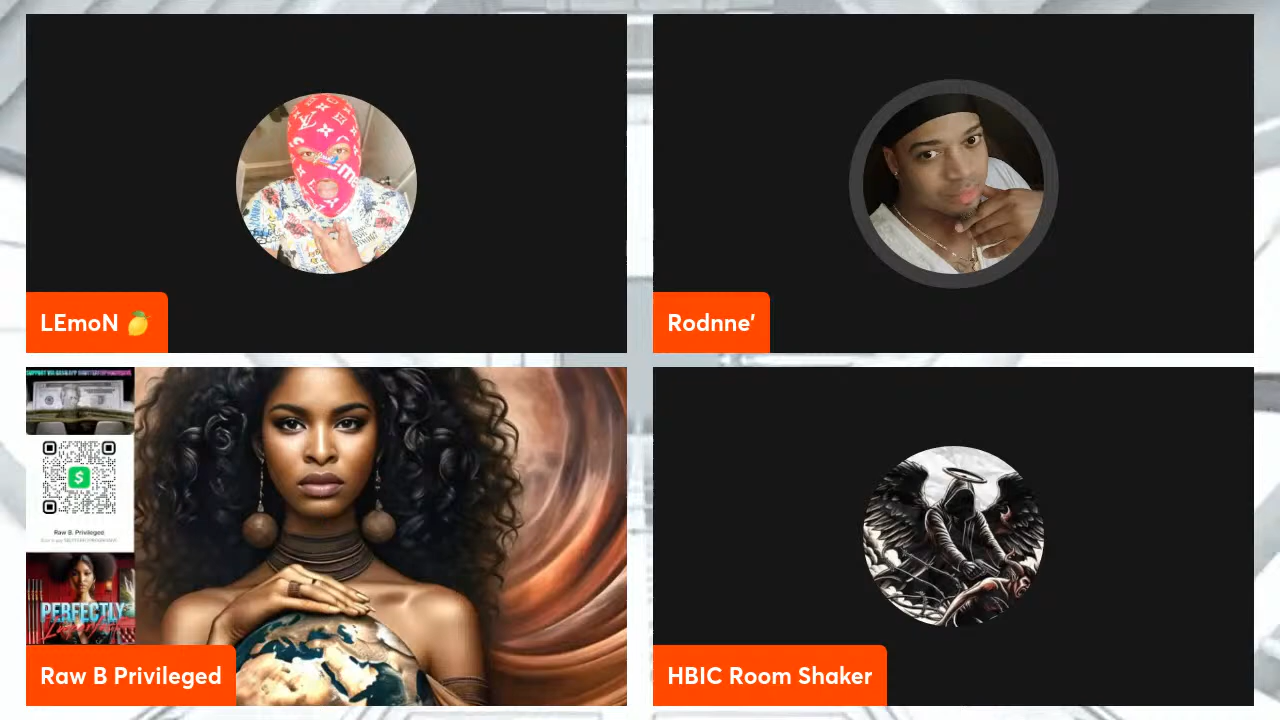 LEmoN 🍋
Rodnne'
$
Raw B. Privileged
PERFECTLY
Raw B Privileged
HBIC Room Shaker